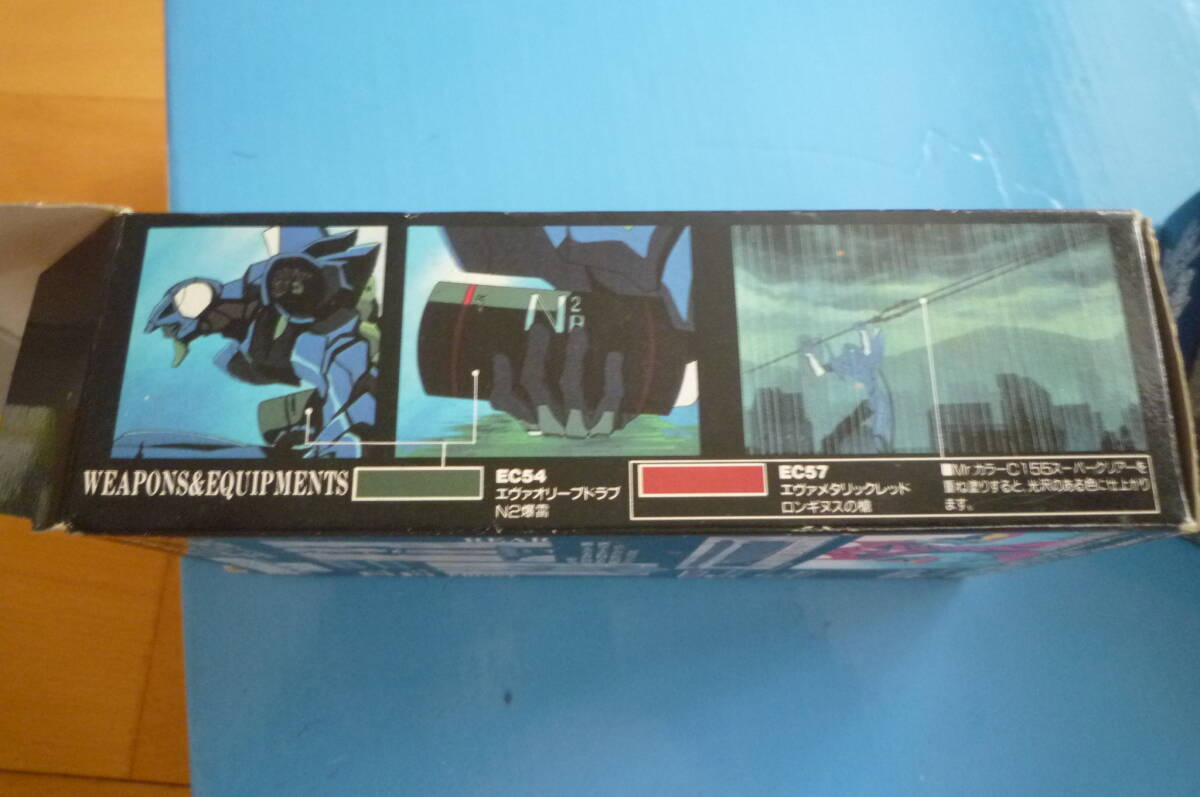 N2
WEAPONS&EQUIPMENTS
EC54
エヴァオリーブドラブ
N2爆雷
EC57
エヴァメタリックレッド
ロンギヌスの槍
■Mr.カラーC155スーパークリアーを
重ね塗りすると、光沢のある色に仕上がり
ます。